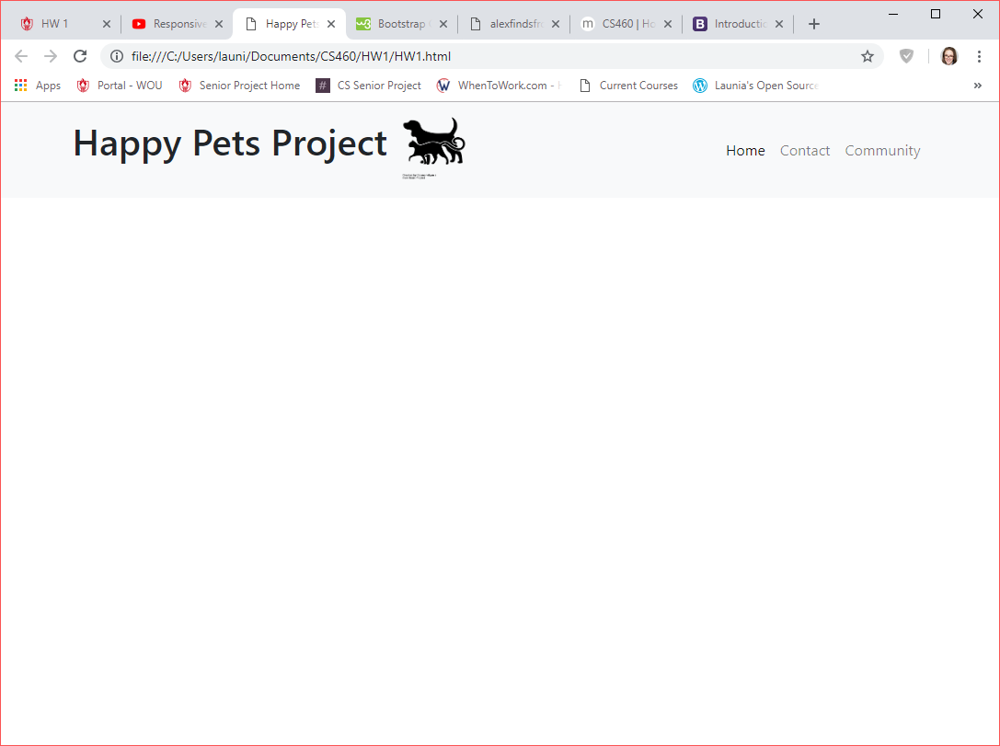 HW 1
Responsive
Happy Pets
Bootstrap
alexfindsfr
CS460 | Ho
Introductio
file:///C:/Users/launi/Documents/CS460/HW1/HW1.html
Apps
Portal - WOU
Senior Project Home
# CS Senior Project
WhenToWork.com -
Current Courses
Launia's Open Source
Happy Pets Project
Home
Contact
Community